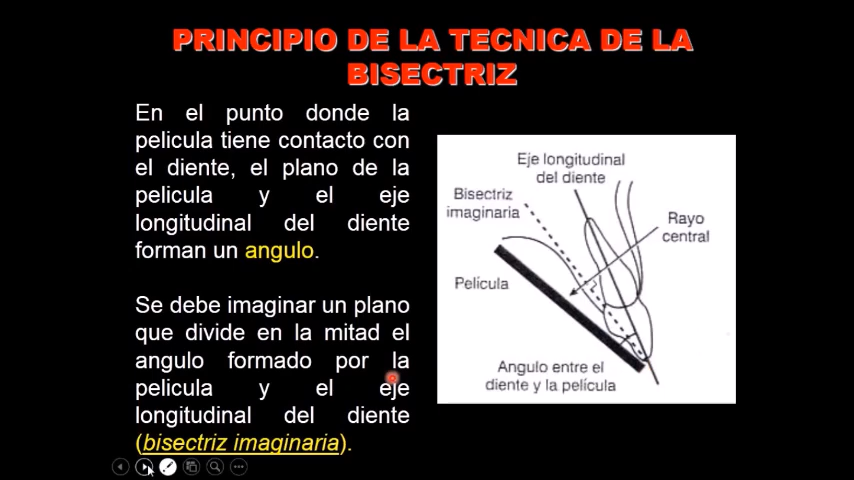 PRINCIPIO DE LA TECNICA DE LA
BISECTRIZ
En el punto donde la
pelicula tiene contacto con
el diente, el plano de la
pelicula y el eje
longitudinal del diente
forman un angulo.
Se debe imaginar un plano
que divide en la mitad el
angulo formado por la
pelicula y el eje
longitudinal del diente
(bisectriz imaginaria).
Eje longitudinal
del diente
Bisectriz
imaginaria
Rayo
central
Película
Angulo entre el
diente y la película